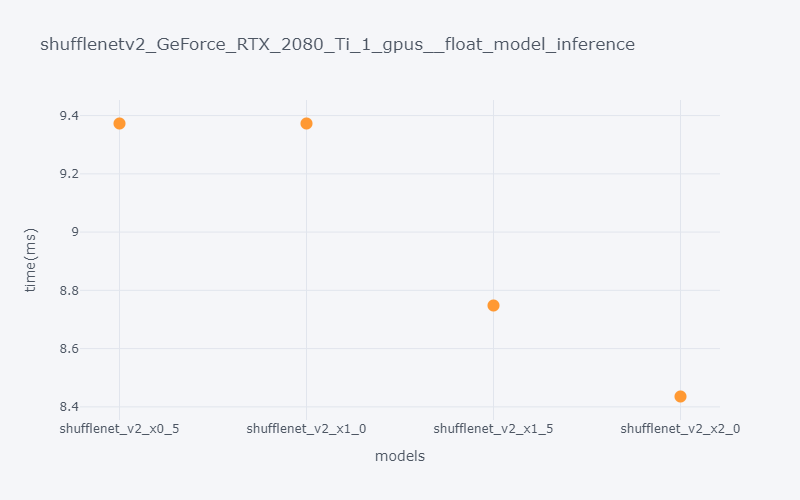 shufflenetv2_GeForce_RTX_2080_Ti_1_gpus__float_model_inference
9.4
9.2
9
8.8
8.6
8.4
time(ms)
shufflenet_v2_x0_5 shufflenet_v2_x1_0 shufflenet_v2_x1_5 shufflenet_v2_x2_0
models